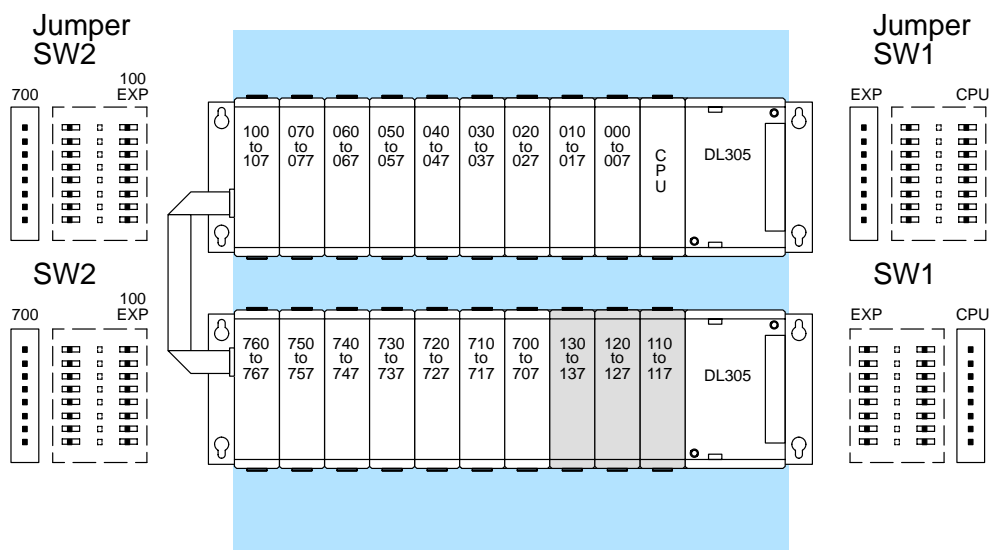 Jumper
SW2
Jumper
SW1
700
100
EXP
EXP
CPU
100
to
107
070
to
077
060
to
067
050
to
057
040
to
047
030
to
037
020
to
027
010
to
017
000
to
007
C
P
U
DL305
SW2
SW1
700
100
EXP
EXP
CPU
760
to
767
750
to
757
740
to
747
730
to
737
720
to
727
710
to
717
700
to
707
130
to
137
120
to
127
110
to
117
DL305